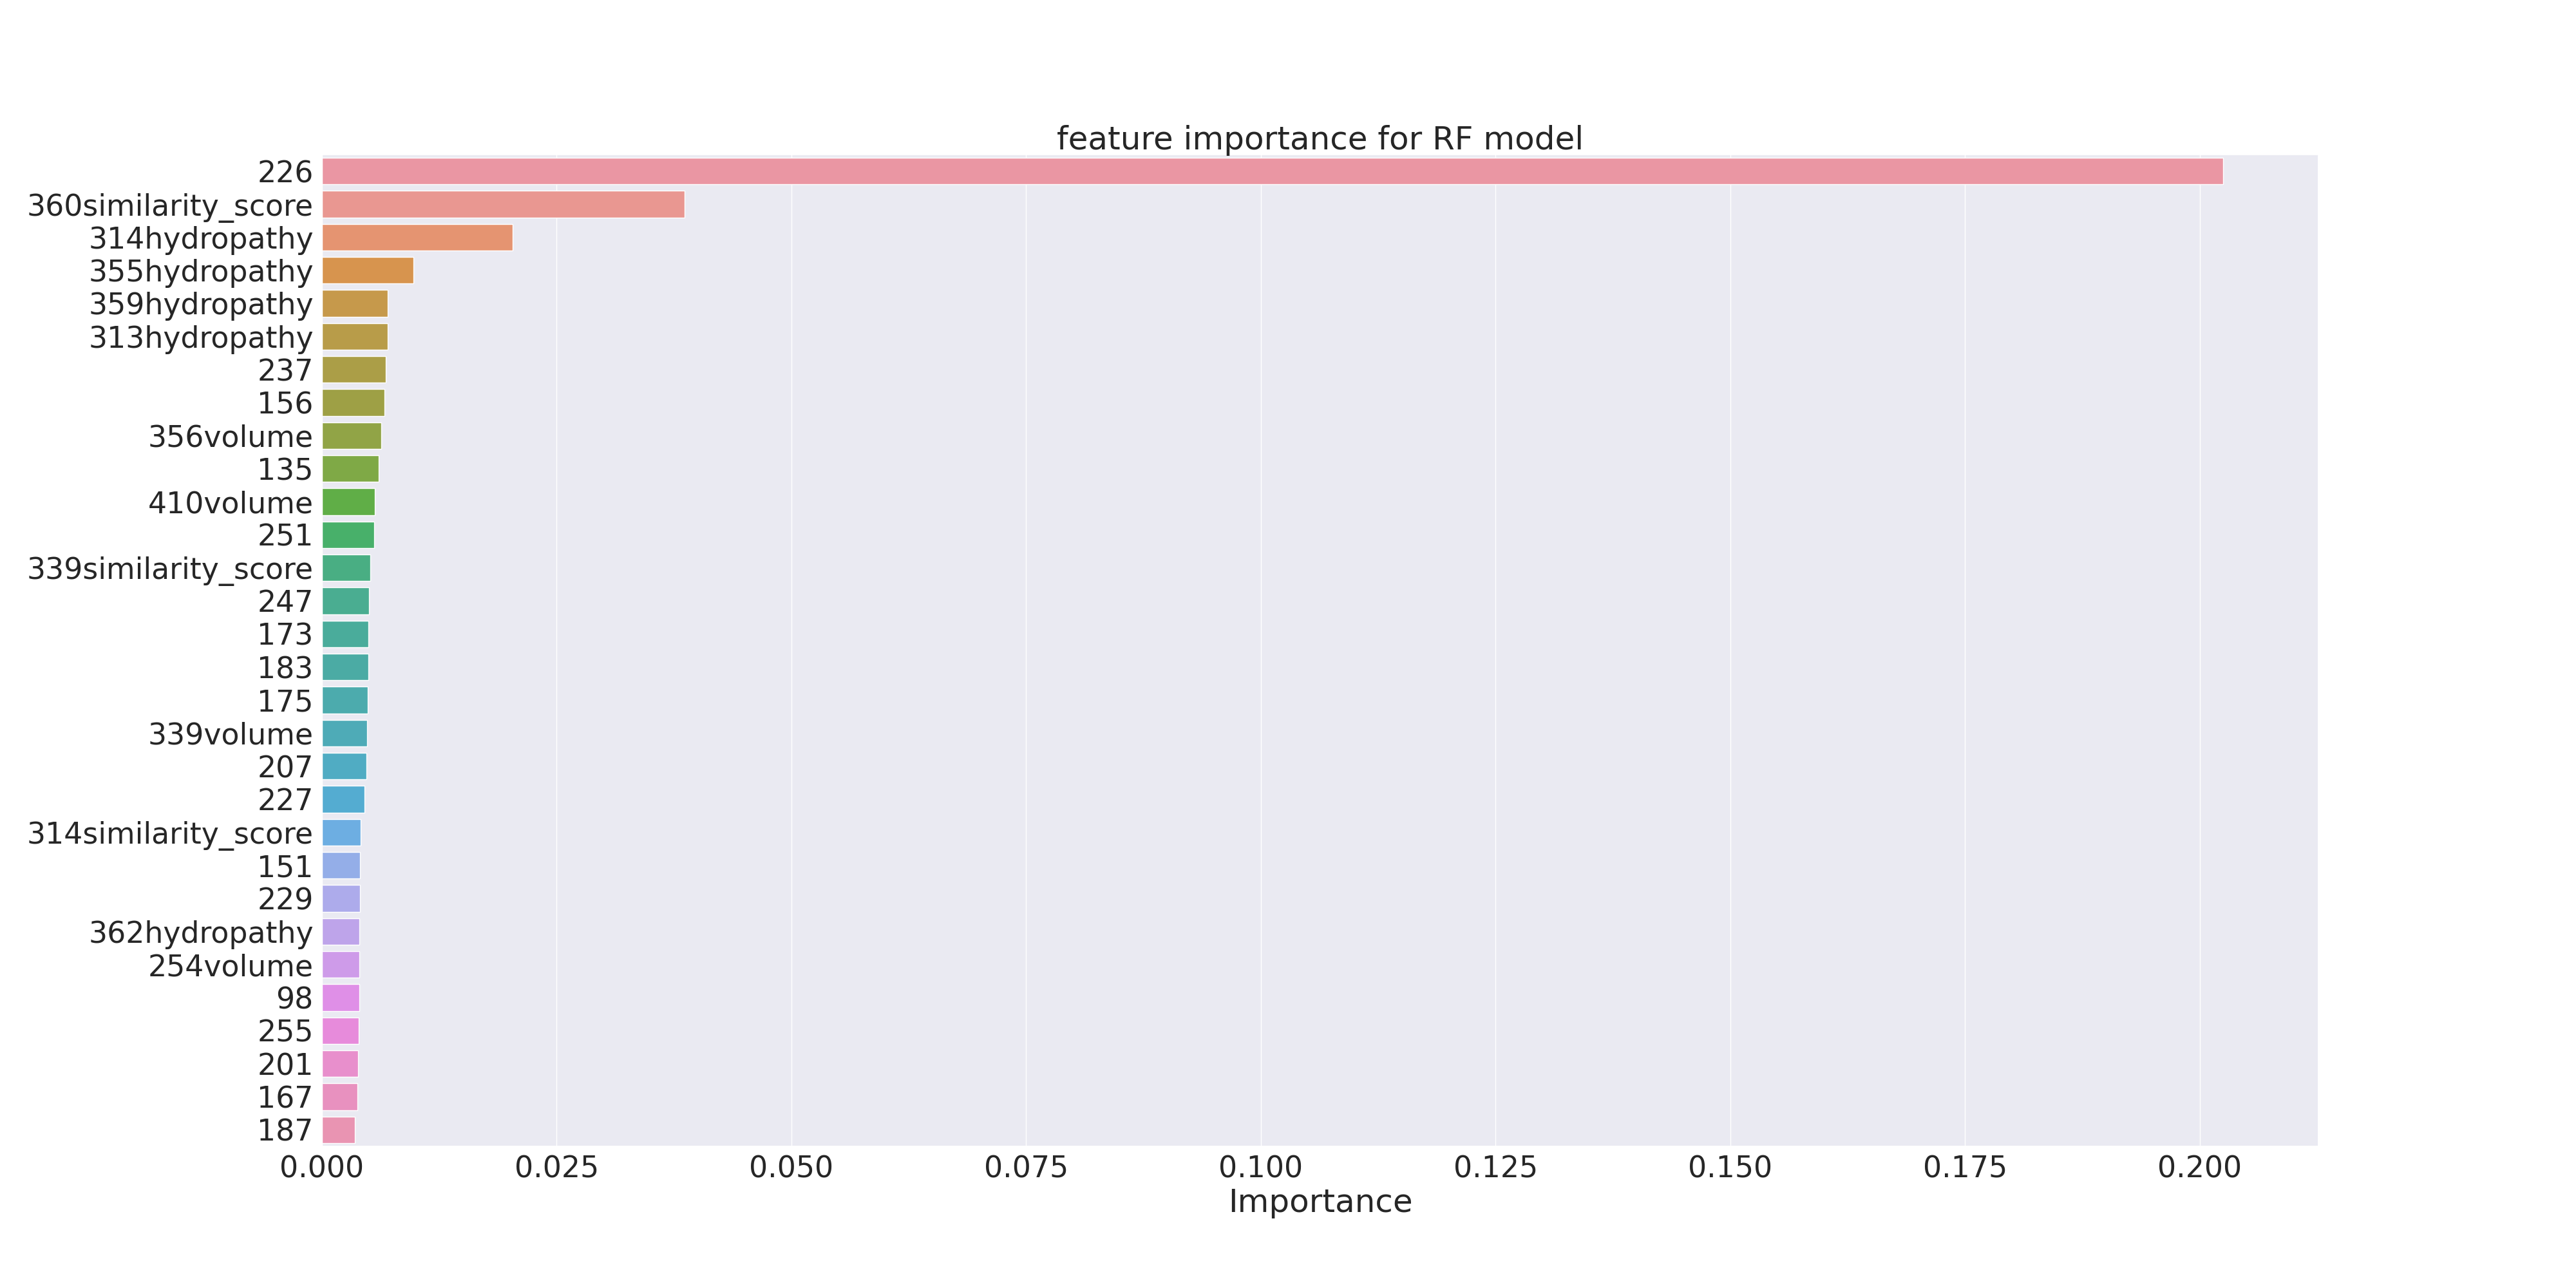 feature importance for RF model
226
360similarity_score
314hydropathy
355hydropathy
359hydropathy
313hydropathy
237
156
356volume
135
410volume
251
339similarity_score
247
173
183
175
339volume
207
227
314similarity_score
151
229
362hydropathy
254volume
98
255
201
167
187
0.000 0.025 0.050 0.075 0.100 0.125 0.150 0.175 0.200
Importance